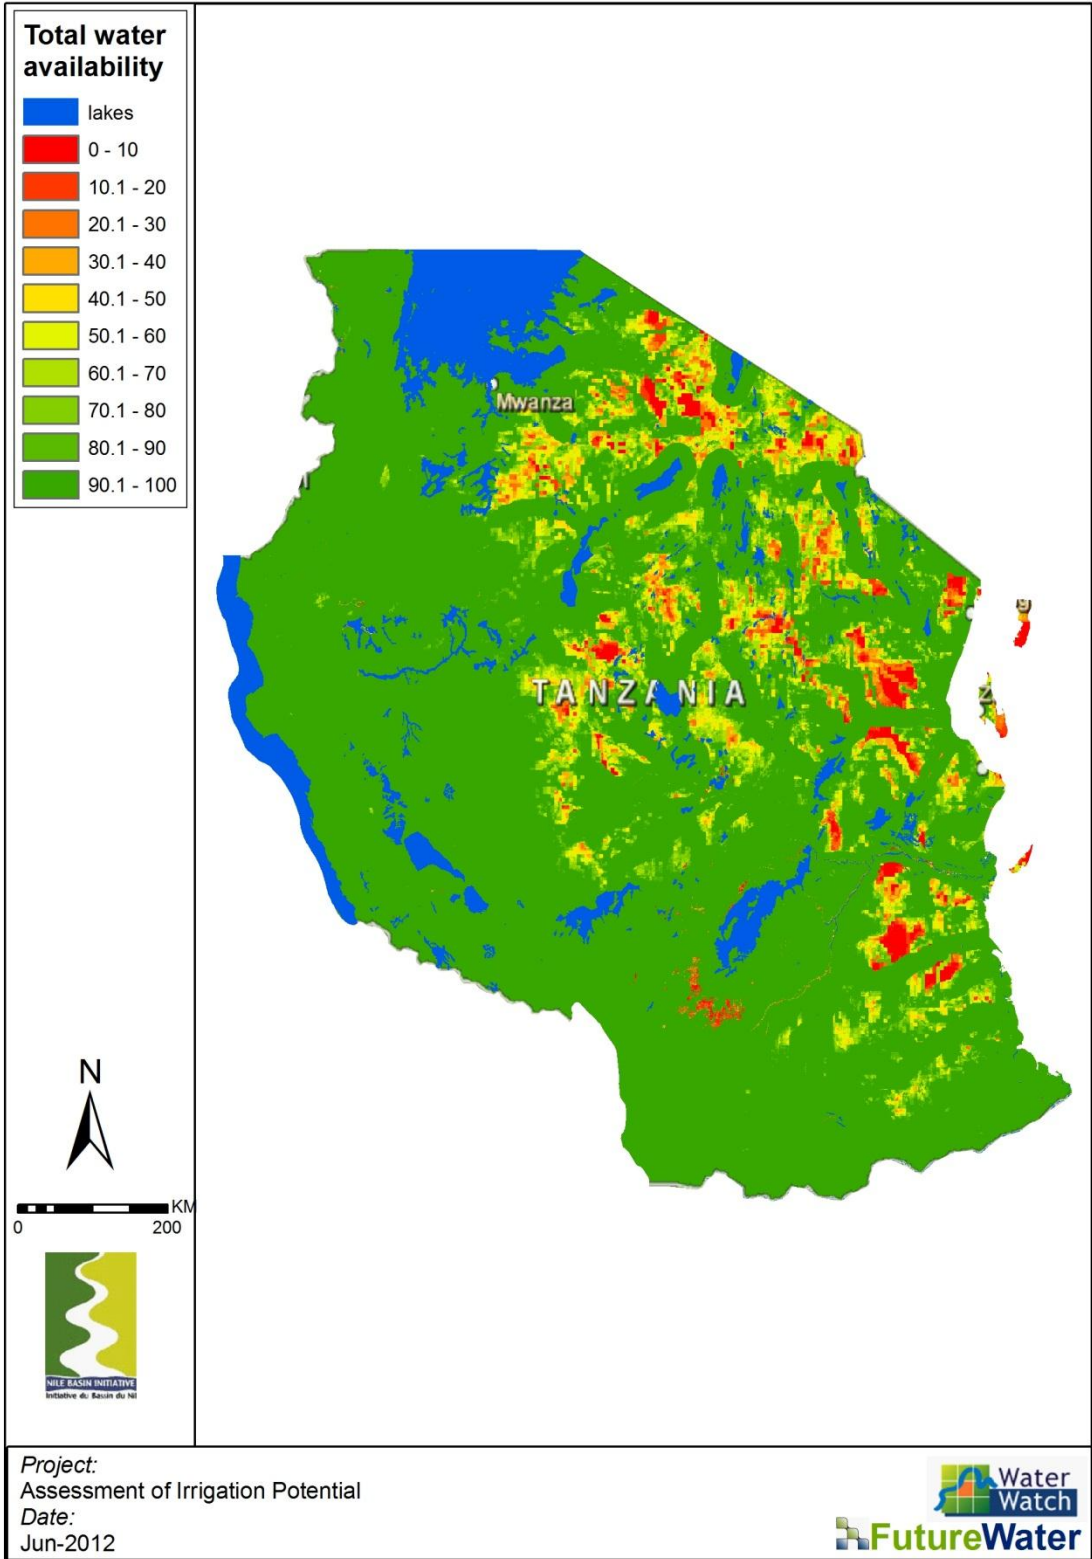 Total water
availability
lakes
0 - 10
10.1 - 20
20.1 - 30
30.1 - 40
40.1 - 50
50.1 - 60
60.1 - 70
70.1 - 80
80.1 - 90
90.1 - 100
Mwanza
TANZANIA
Z
N
KM
0 200
NILE BASIN INITIATIVE
Initiative du Bassin du Nil
Project:
Assessment of Irrigation Potential
Date:
Jun-2012
Water
Watch
FutureWater